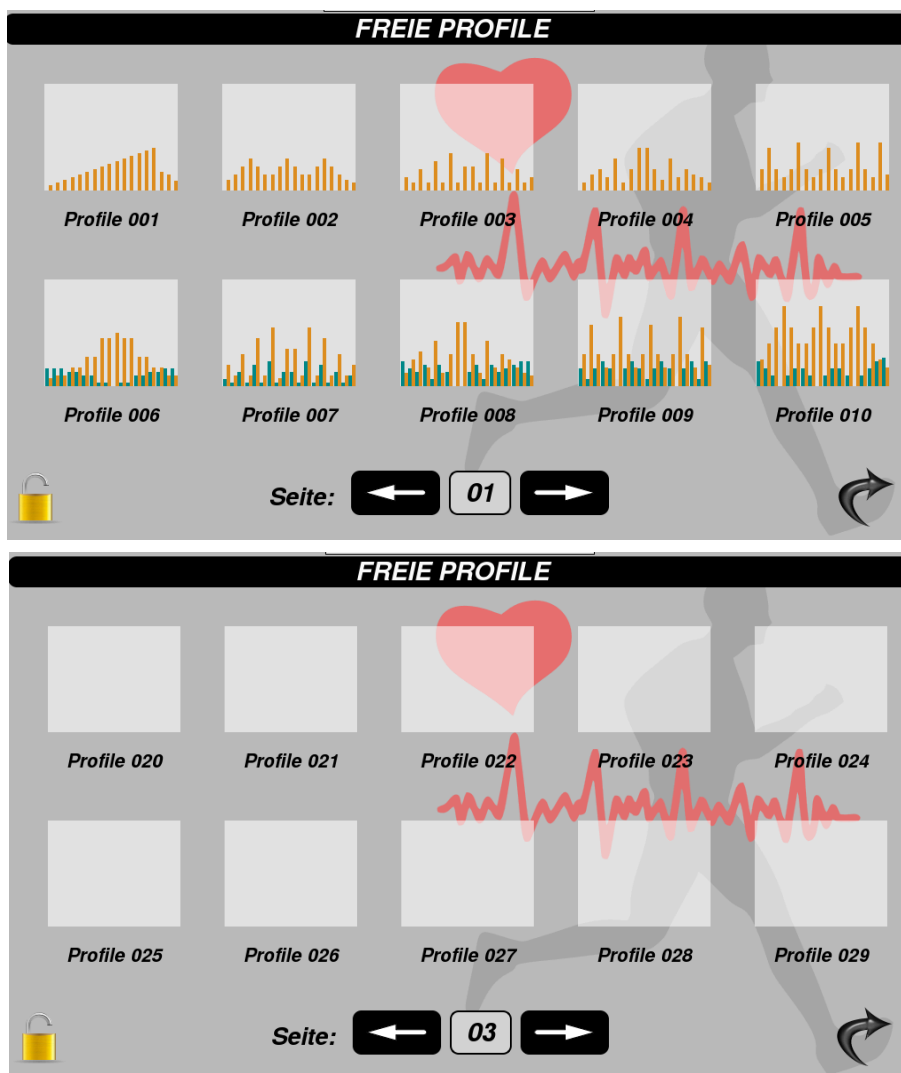 FREIE PROFILE
Profile 001 Profile 002 Profile 003 Profile 004 Profile 005
Profile 006 Profile 007 Profile 008 Profile 009 Profile 010
Seite: 01
FREIE PROFILE
Profile 020 Profile 021 Profile 022 Profile 023 Profile 024
Profile 025 Profile 026 Profile 027 Profile 028 Profile 029
Seite: 03